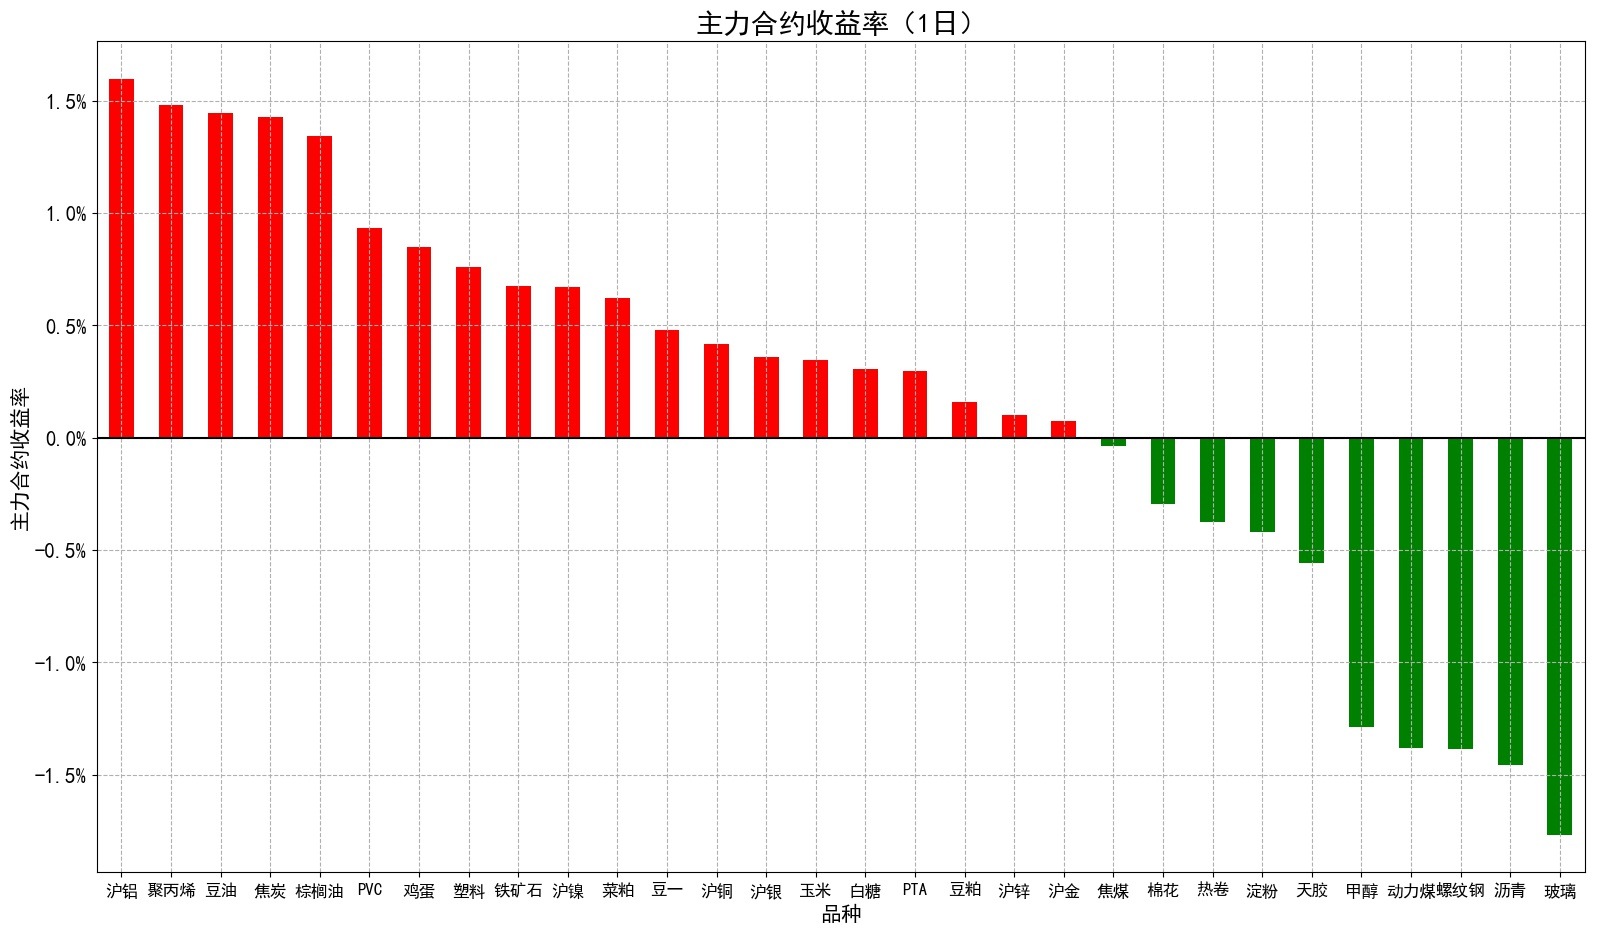 主力合约收益率（1日）
主力合约收益率
1.5%
1.0%
0.5%
0.0%
−0.5%
−1.0%
−1.5%
沪铝 聚丙烯 豆油 焦炭 棕榈油 PVC 鸡蛋 塑料 铁矿石 沪镍 菜粕 豆一 沪铜 沪银 玉米 白糖 PTA 豆粕 沪锌 沪金 焦煤 棉花 热卷 淀粉 天胶 甲醇 动力煤 螺纹钢 沥青 玻璃
品种